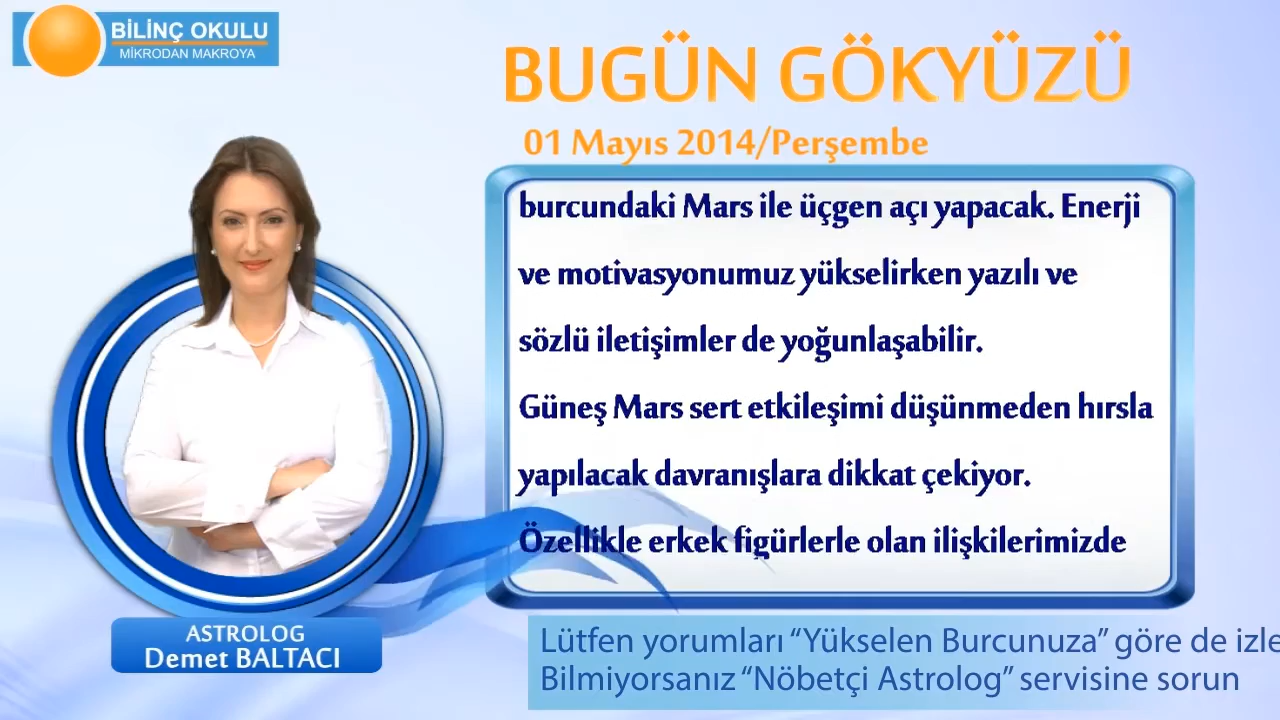 BİLİNÇ OKULU
MİKRODAN MAKROYA
BUGÜN GÖKYÜZÜ
01 Mayıs 2014/Perşembe
burcundaki Mars ile üçgen açı yapacak. Enerji
ve motivasyonumuz yükselirken yazılı ve
sözlü iletişimler de yoğunlaşabilir.
Güneş Mars sert etkileşimi düşünmeden hırsla
yapılacak davranışlara dikkat çekiyor.
Özellikle erkek figürlerle olan ilişkilerimizde
ASTROLOG
Demet BALTACI
Lütfen yorumları “Yükselen Burcunuza” göre de izle
Bilmiyorsanız “Nöbetçi Astrolog” servisine sorun